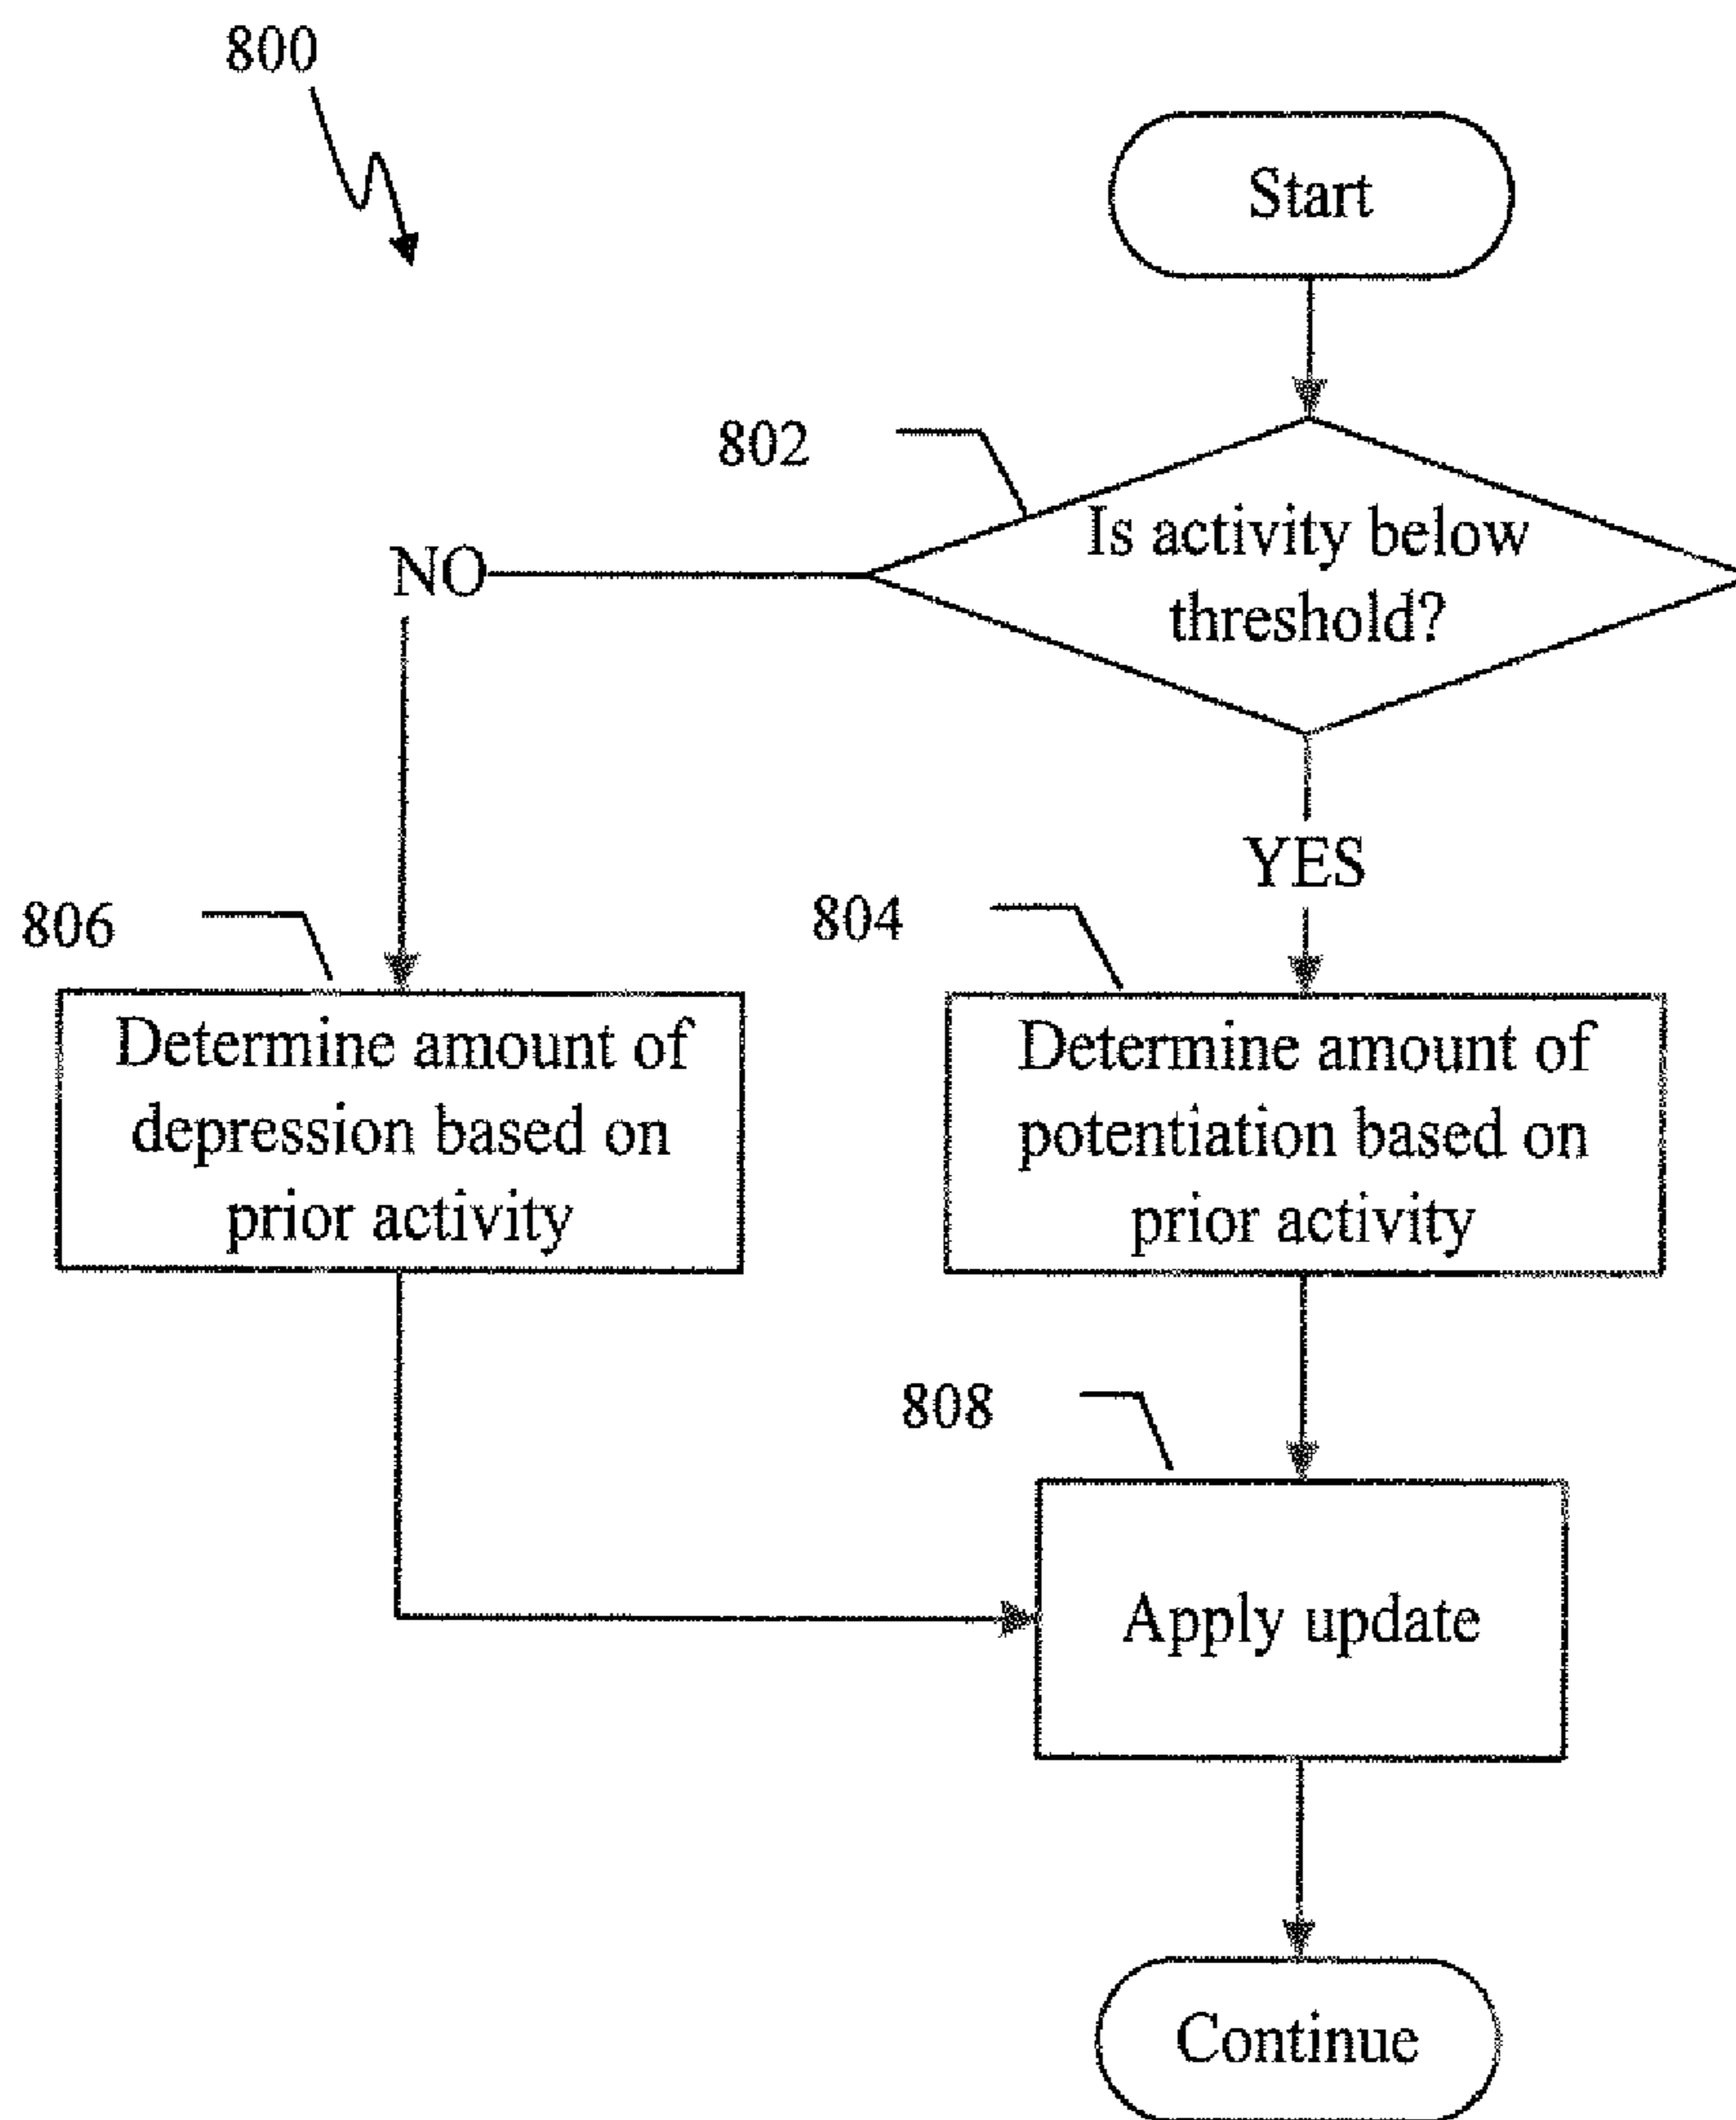 800
Start
802
Is activity below
threshold?
NO
YES
806
804
Determine amount of
depression based on
prior activity
Determine amount of
potentiation based on
prior activity
808
Apply update
Continue